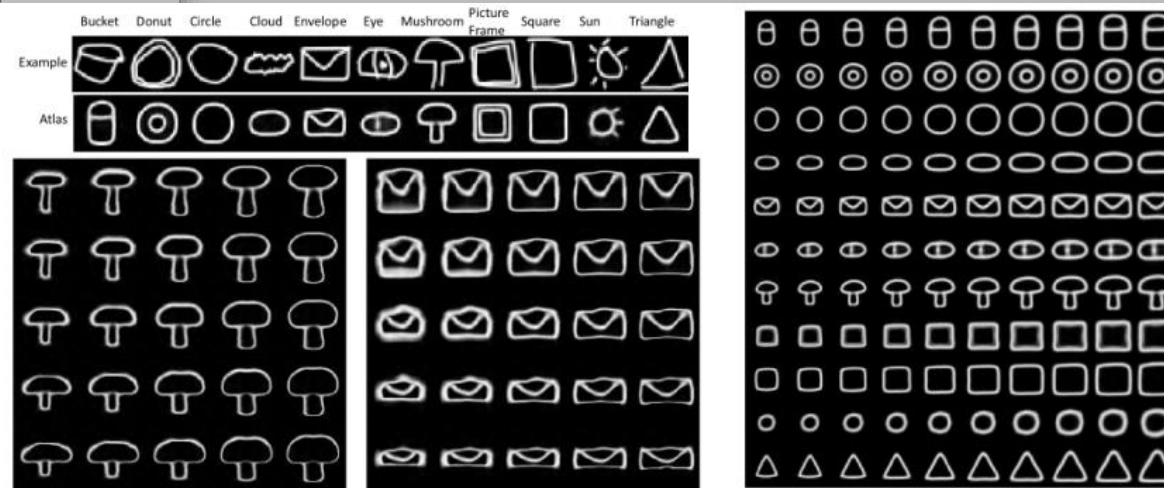 Bucket Donut Circle Cloud Envelope Eye Mushroom Picture Frame Square Sun Triangle
Example
Atlas